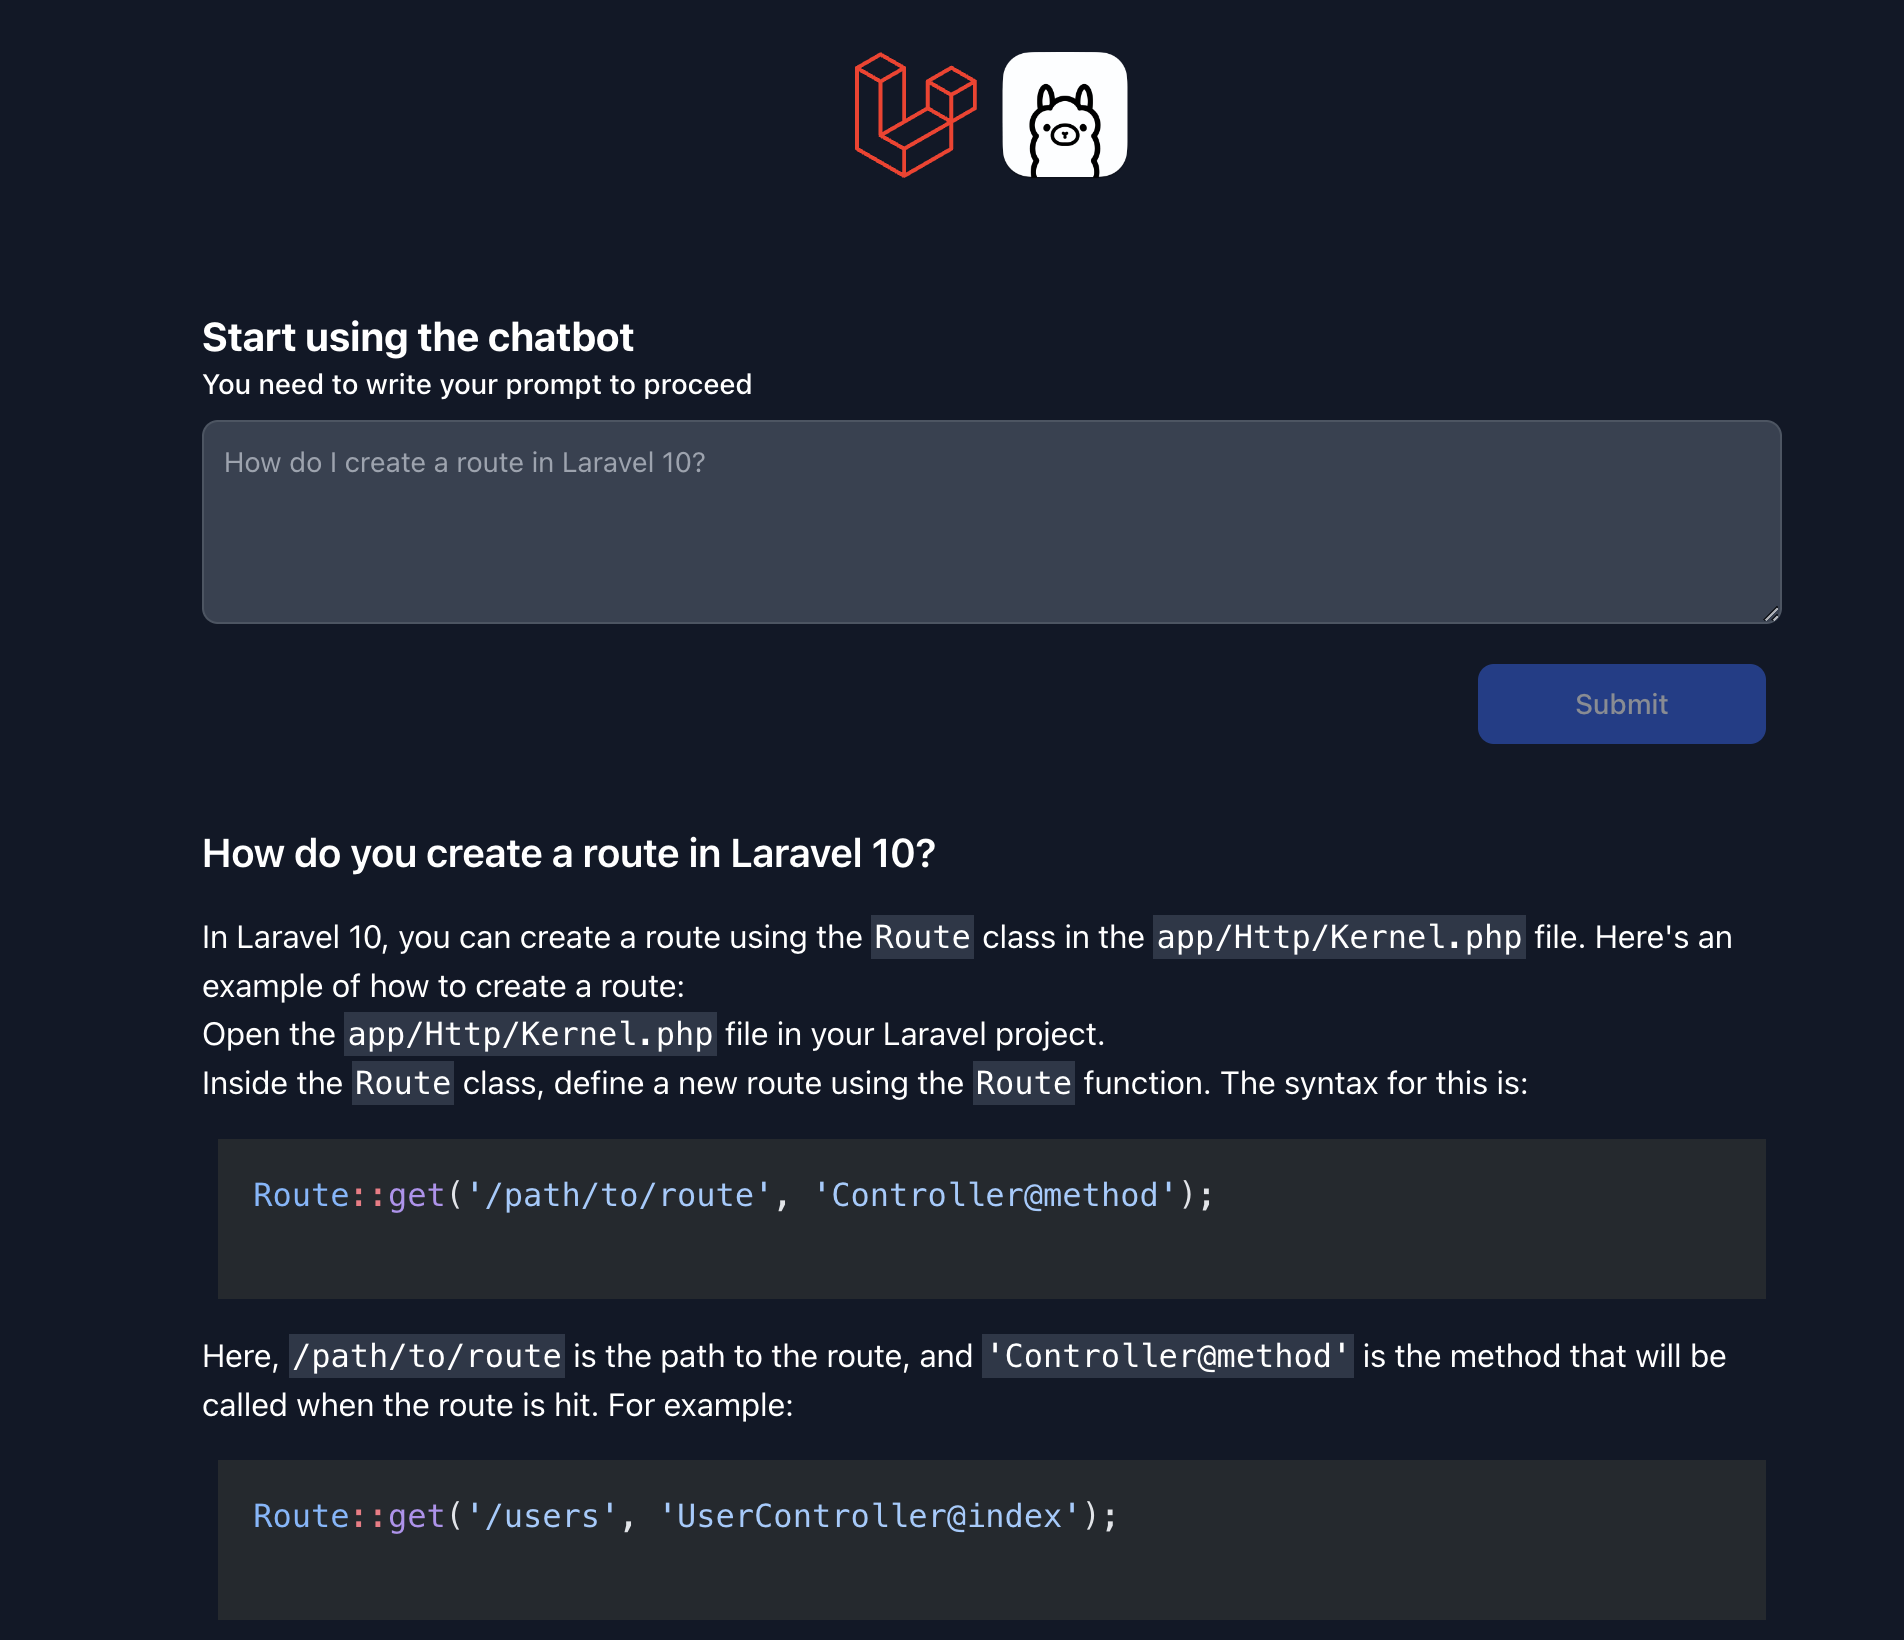 Start using the chatbot
You need to write your prompt to proceed
How do I create a route in Laravel 10?
Submit
How do you create a route in Laravel 10?
In Laravel 10, you can create a route using the Route class in the app/Http/Kernel.php file. Here's an
example of how to create a route:
Open the app/Http/Kernel.php file in your Laravel project.
Inside the Route class, define a new route using the Route function. The syntax for this is:
Route::get('/path/to/route', 'Controller@method');
Here, /path/to/route is the path to the route, and 'Controller@method' is the method that will be
called when the route is hit. For example:
Route::get('/users', 'UserController@index');